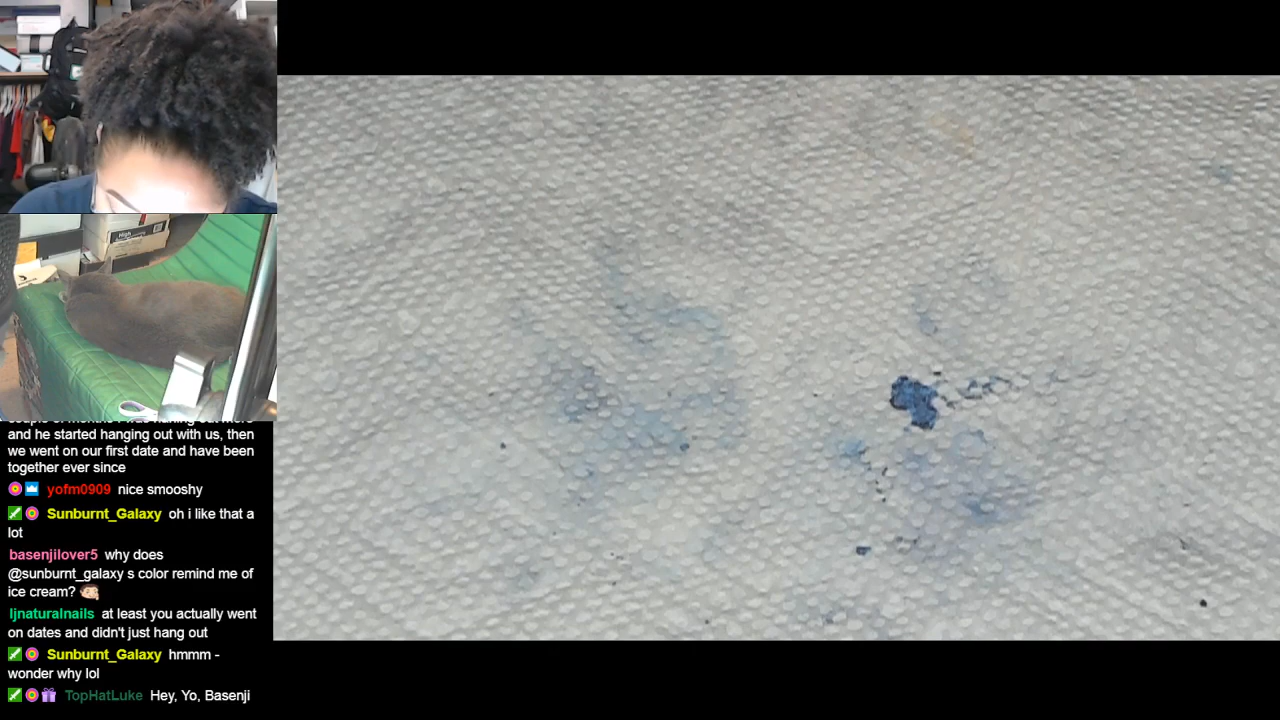 High
and he started hanging out with us, then
we went on our first date and have been
together ever since
yofm0909 nice smooshy
Sunburnt_Galaxy oh i like that a
lot
basenjilover5 why does
@sunburnt_galaxy s color remind me of
ice cream?
ljnaturalnails at least you actually went
on dates and didn't just hang out
Sunburnt_Galaxy hmmm -
wonder why lol
TopHatLuke Hey, Yo, Basenji